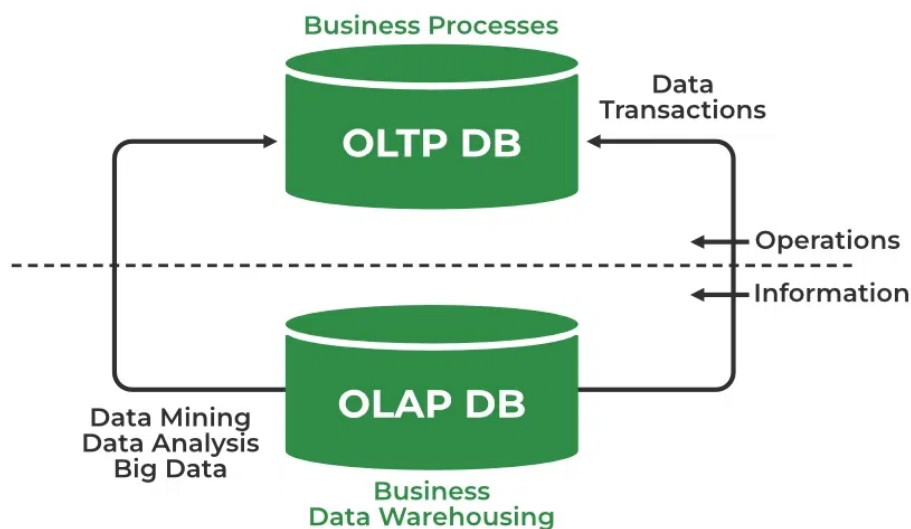 Business Processes
OLTP DB
Data
Transactions
Operations
Information
OLAP DB
Data Mining
Data Analysis
Big Data
Business
Data Warehousing